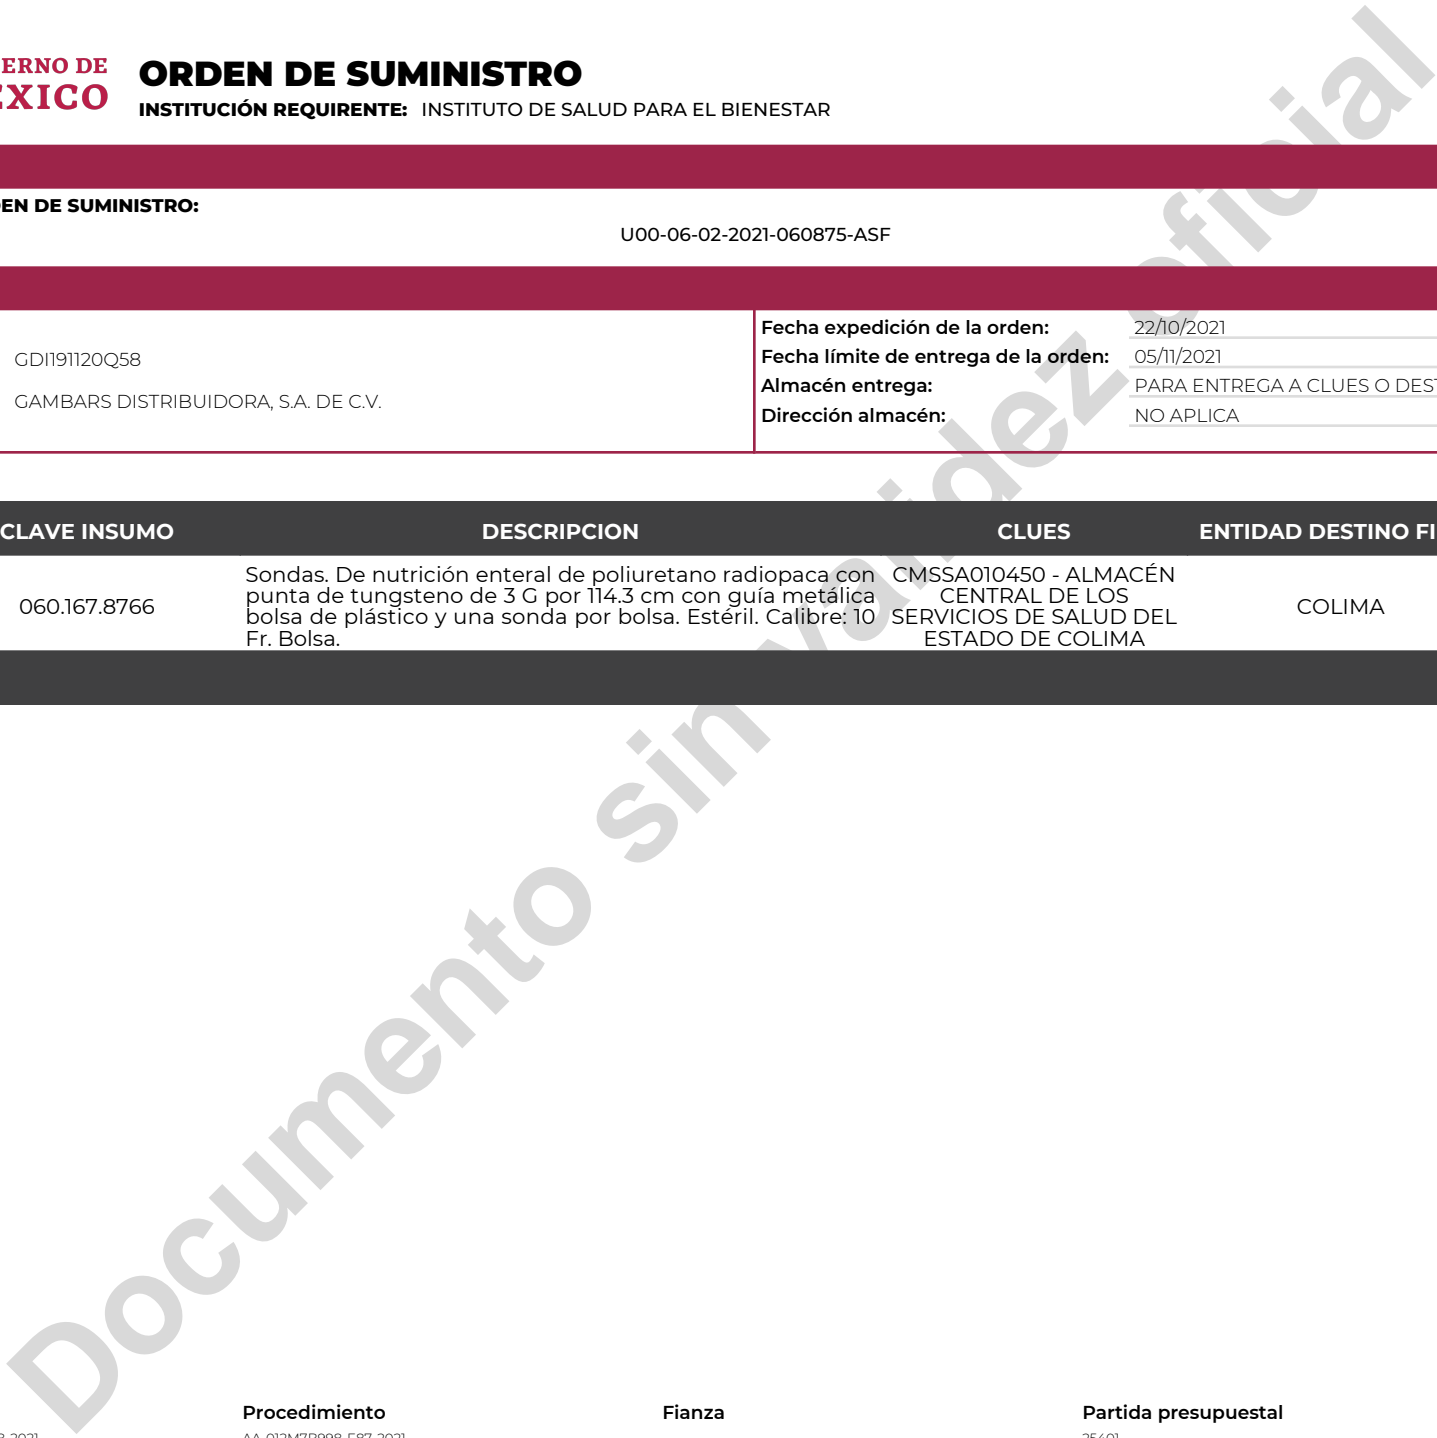 ERNO DE
ÉXICO
ORDEN DE SUMINISTRO
INSTITUCIÓN REQUIRENTE: INSTITUTO DE SALUD PARA EL BIENESTAR
EN DE SUMINISTRO:
U00-06-02-2021-060875-ASF
GDI191120Q58
GAMBARS DISTRIBUIDORA, S.A. DE C.V.
Fecha expedición de la orden: 22/10/2021
Fecha límite de entrega de la orden: 05/11/2021
Almacén entrega: PARA ENTREGA A CLUES O DEST
Dirección almacén: NO APLICA
CLAVE INSUMO DESCRIPCION CLUES ENTIDAD DESTINO FI
060.167.8766
Sondas. De nutrición enteral de poliuretano radiopaca con
punta de tungsteno de 3 G por 114.3 cm con guía metálica
bolsa de plástico y una sonda por bolsa. Estéril. Calibre: 10
Fr. Bolsa.
CMSSA010450 - ALMACÉN
CENTRAL DE LOS
SERVICIOS DE SALUD DEL
ESTADO DE COLIMA
COLIMA
Documento sin validez oficial
Procedimiento Fianza Partida presupuestal